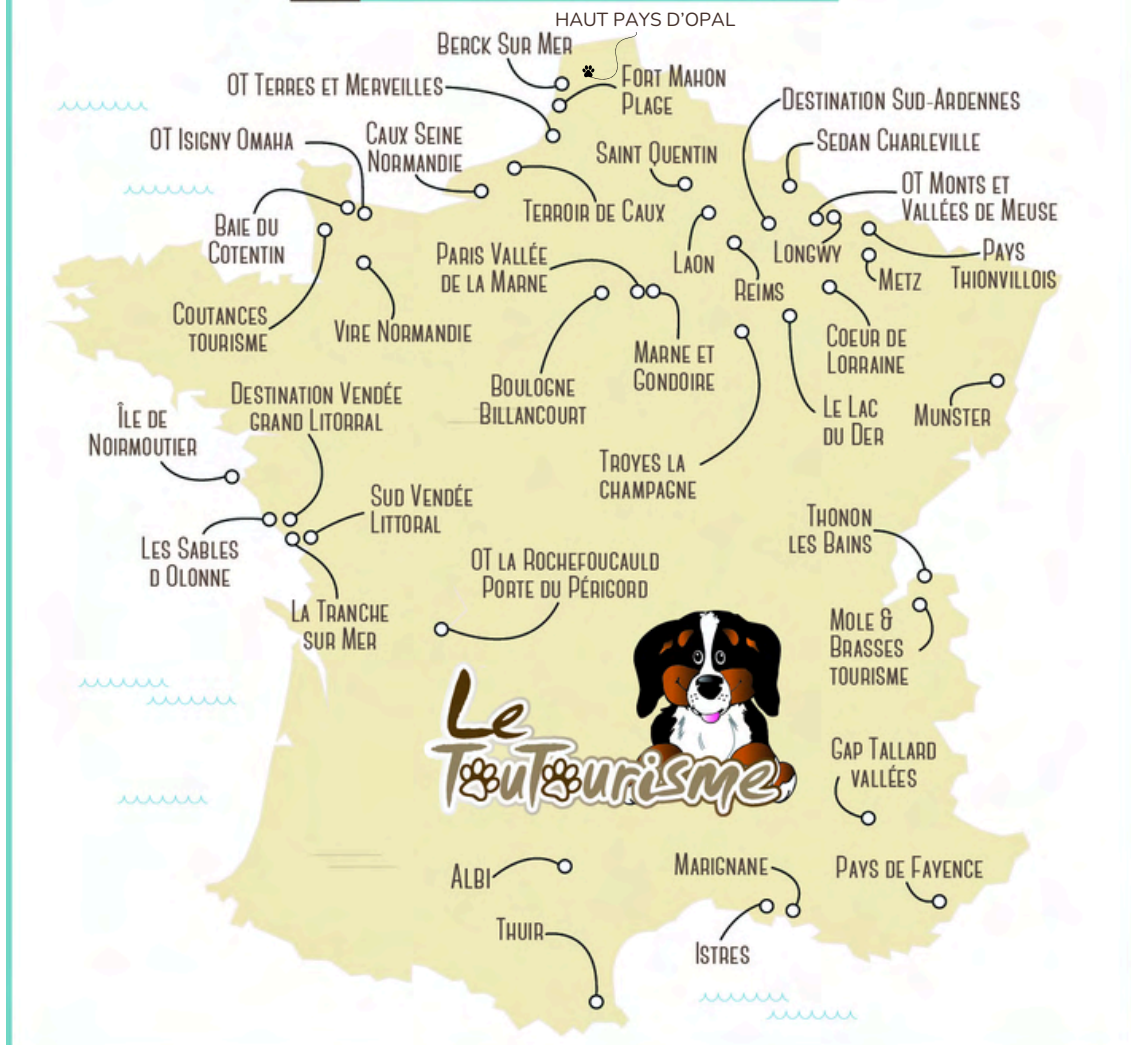 HAUT PAYS D'OPAL
BERCK SUR MER
OT TERRES ET MERVEILLES
FORT MAHON
PLAGE
DESTINATION SUD-ARDENNES
OT ISIGNY OMAHA
CAUX SEINE
NORMANDIE
SAINT QUENTIN
SEDAN CHARLEVILLE
OT MONTS ET
VALLÉES DE MEUSE
BAIE DU
COTENTIN
TERROIR DE CAUX
PARIS VALLÉE
DE LA MARNE
LAON
REIMS
LONGWY
METZ
PAYS
THIONVILLOIS
COUTANCES
TOURISME
VIRE NORMANDIE
BOULOGNE
BILLANCOURT
MARNE ET
GONDOIRE
COEUR DE
LORRAINE
DESTINATION VENDÉE
GRAND LITORRAL
LE LAC
DU DER
MUNSTER
ÎLE DE
NOIRMOUTIER
TROYES LA
CHAMPAGNE
SUD VENDÉE
LITTORAL
THONON
LES BAINS
LES SABLES
D OLONNE
OT LA ROCHEFOUCAULD
PORTE DU PÉRIGORD
LA TRANCHE
SUR MER
MOLE &
BRASSES
TOURISME
Le
TouTourisme
GAP TALLARD
VALLÉES
ALBI
MARIGNANE
PAYS DE FAYENCE
THUIR
ISTRES